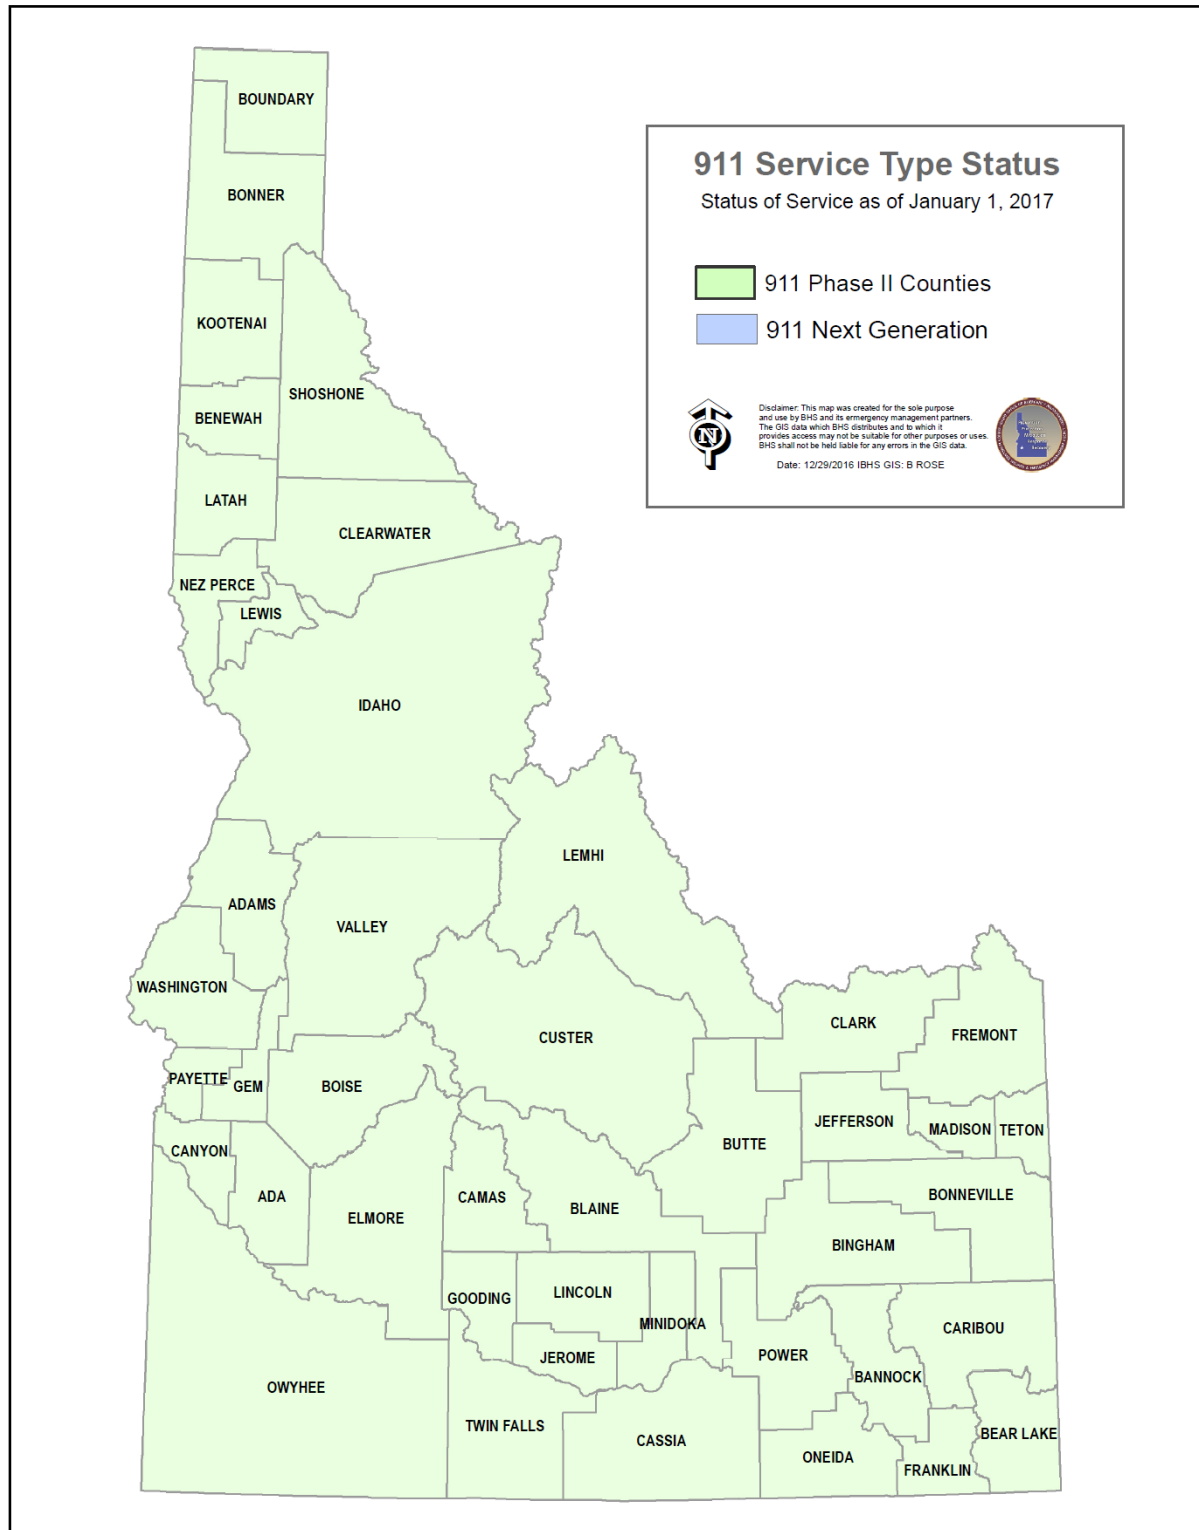 BOUNDARY
911 Service Type Status
Status of Service as of January 1, 2017
BONNER
911 Phase II Counties
KOOTENAI
911 Next Generation
SHOSHONE
BENEWAH
N
Disclaimer: This map was created for the sole purpose
and use by BHS and its ermergency management partners.
The GIS data which BHS distributes and to which it
provides access may not be suitable for other purposes or uses.
BHS shall not be held liable for any errors in the GIS data.
Date: 12/29/2016 IBHS GIS: B ROSE
LATAH
CLEARWATER
NEZ PERCE
LEWIS
IDAHO
LEMHI
ADAMS
VALLEY
WASHINGTON
CLARK
FREMONT
CUSTER
PAYETTE
GEM
BOISE
JEFFERSON
MADISON
TETON
BUTTE
CANYON
ADA
CAMAS
BLAINE
BONNEVILLE
ELMORE
BINGHAM
GOODING
LINCOLN
MINIDOKA
CARIBOU
JEROME
POWER
BANNOCK
OWYHEE
TWIN FALLS
CASSIA
BEAR LAKE
ONEIDA
FRANKLIN